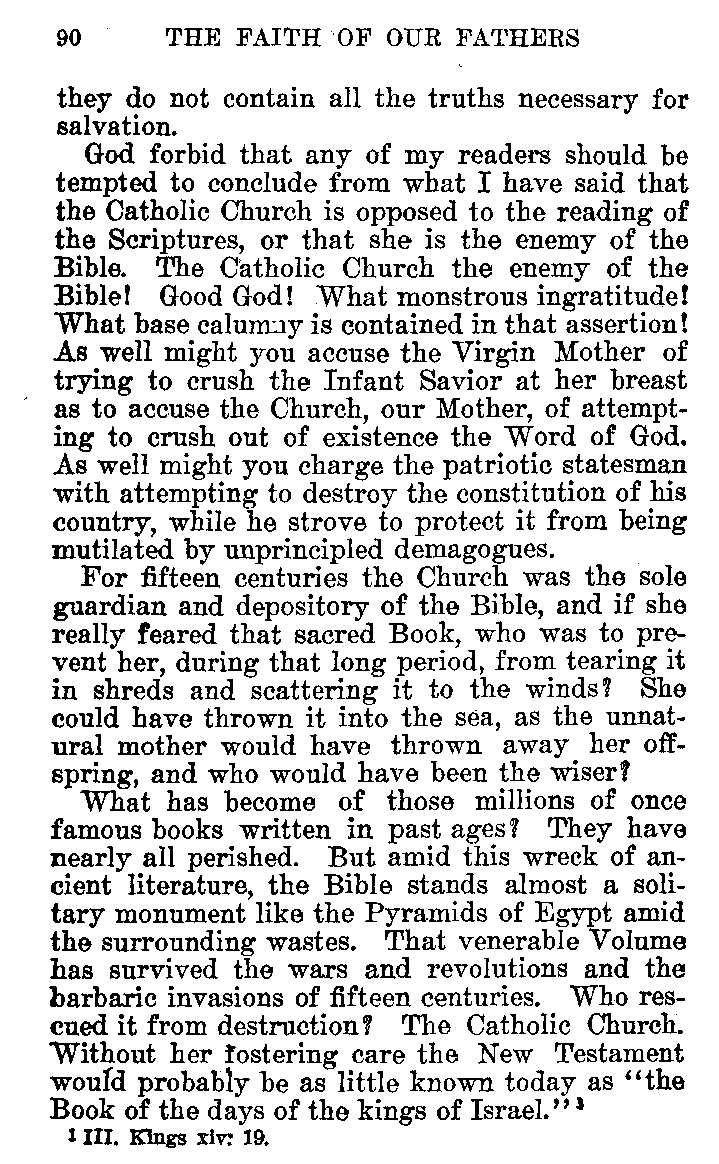 90 THE FAITH OF OUR FATHERS
they do not contain all the truths necessary for
salvation.
God forbid that any of my readers should be
tempted to conclude from what I have said that
the Catholic Church is opposed to the reading of
the Scriptures, or that she is the enemy of the
Bible. The Catholic Church the enemy of the
Bible! Good God! What monstrous ingratitude!
What base calumny is contained in that assertion!
As well might you accuse the Virgin Mother of
trying to crush the Infant Savior at her breast
as to accuse the Church, our Mother, of attempt-
ing to crush out of existence the Word of God.
As well might you charge the patriotic statesman
with attempting to destroy the constitution of his
country, while he strove to protect it from being
mutilated by unprincipled demagogues.
For fifteen centuries the Church was the sole
guardian and depository of the Bible, and if she
really feared that sacred Book, who was to pre-
vent her, during that long period, from tearing it
in shreds and scattering it to the winds? She
could have thrown it into the sea, as the unnat-
ural mother would have thrown away her off-
spring, and who would have been the wiser?
What has become of those millions of once
famous books written in past ages? They have
nearly all perished. But amid this wreck of an-
cient literature, the Bible stands almost a soli-
tary monument like the Pyramids of Egypt amid
the surrounding wastes. That venerable Volume
has survived the wars and revolutions and the
barbaric invasions of fifteen centuries. Who res-
cued it from destruction? The Catholic Church.
Without her fostering care the New Testament
would probably be as little known today as "the
Book of the days of the kings of Israel."¹
1 III. Kings xiv: 19.